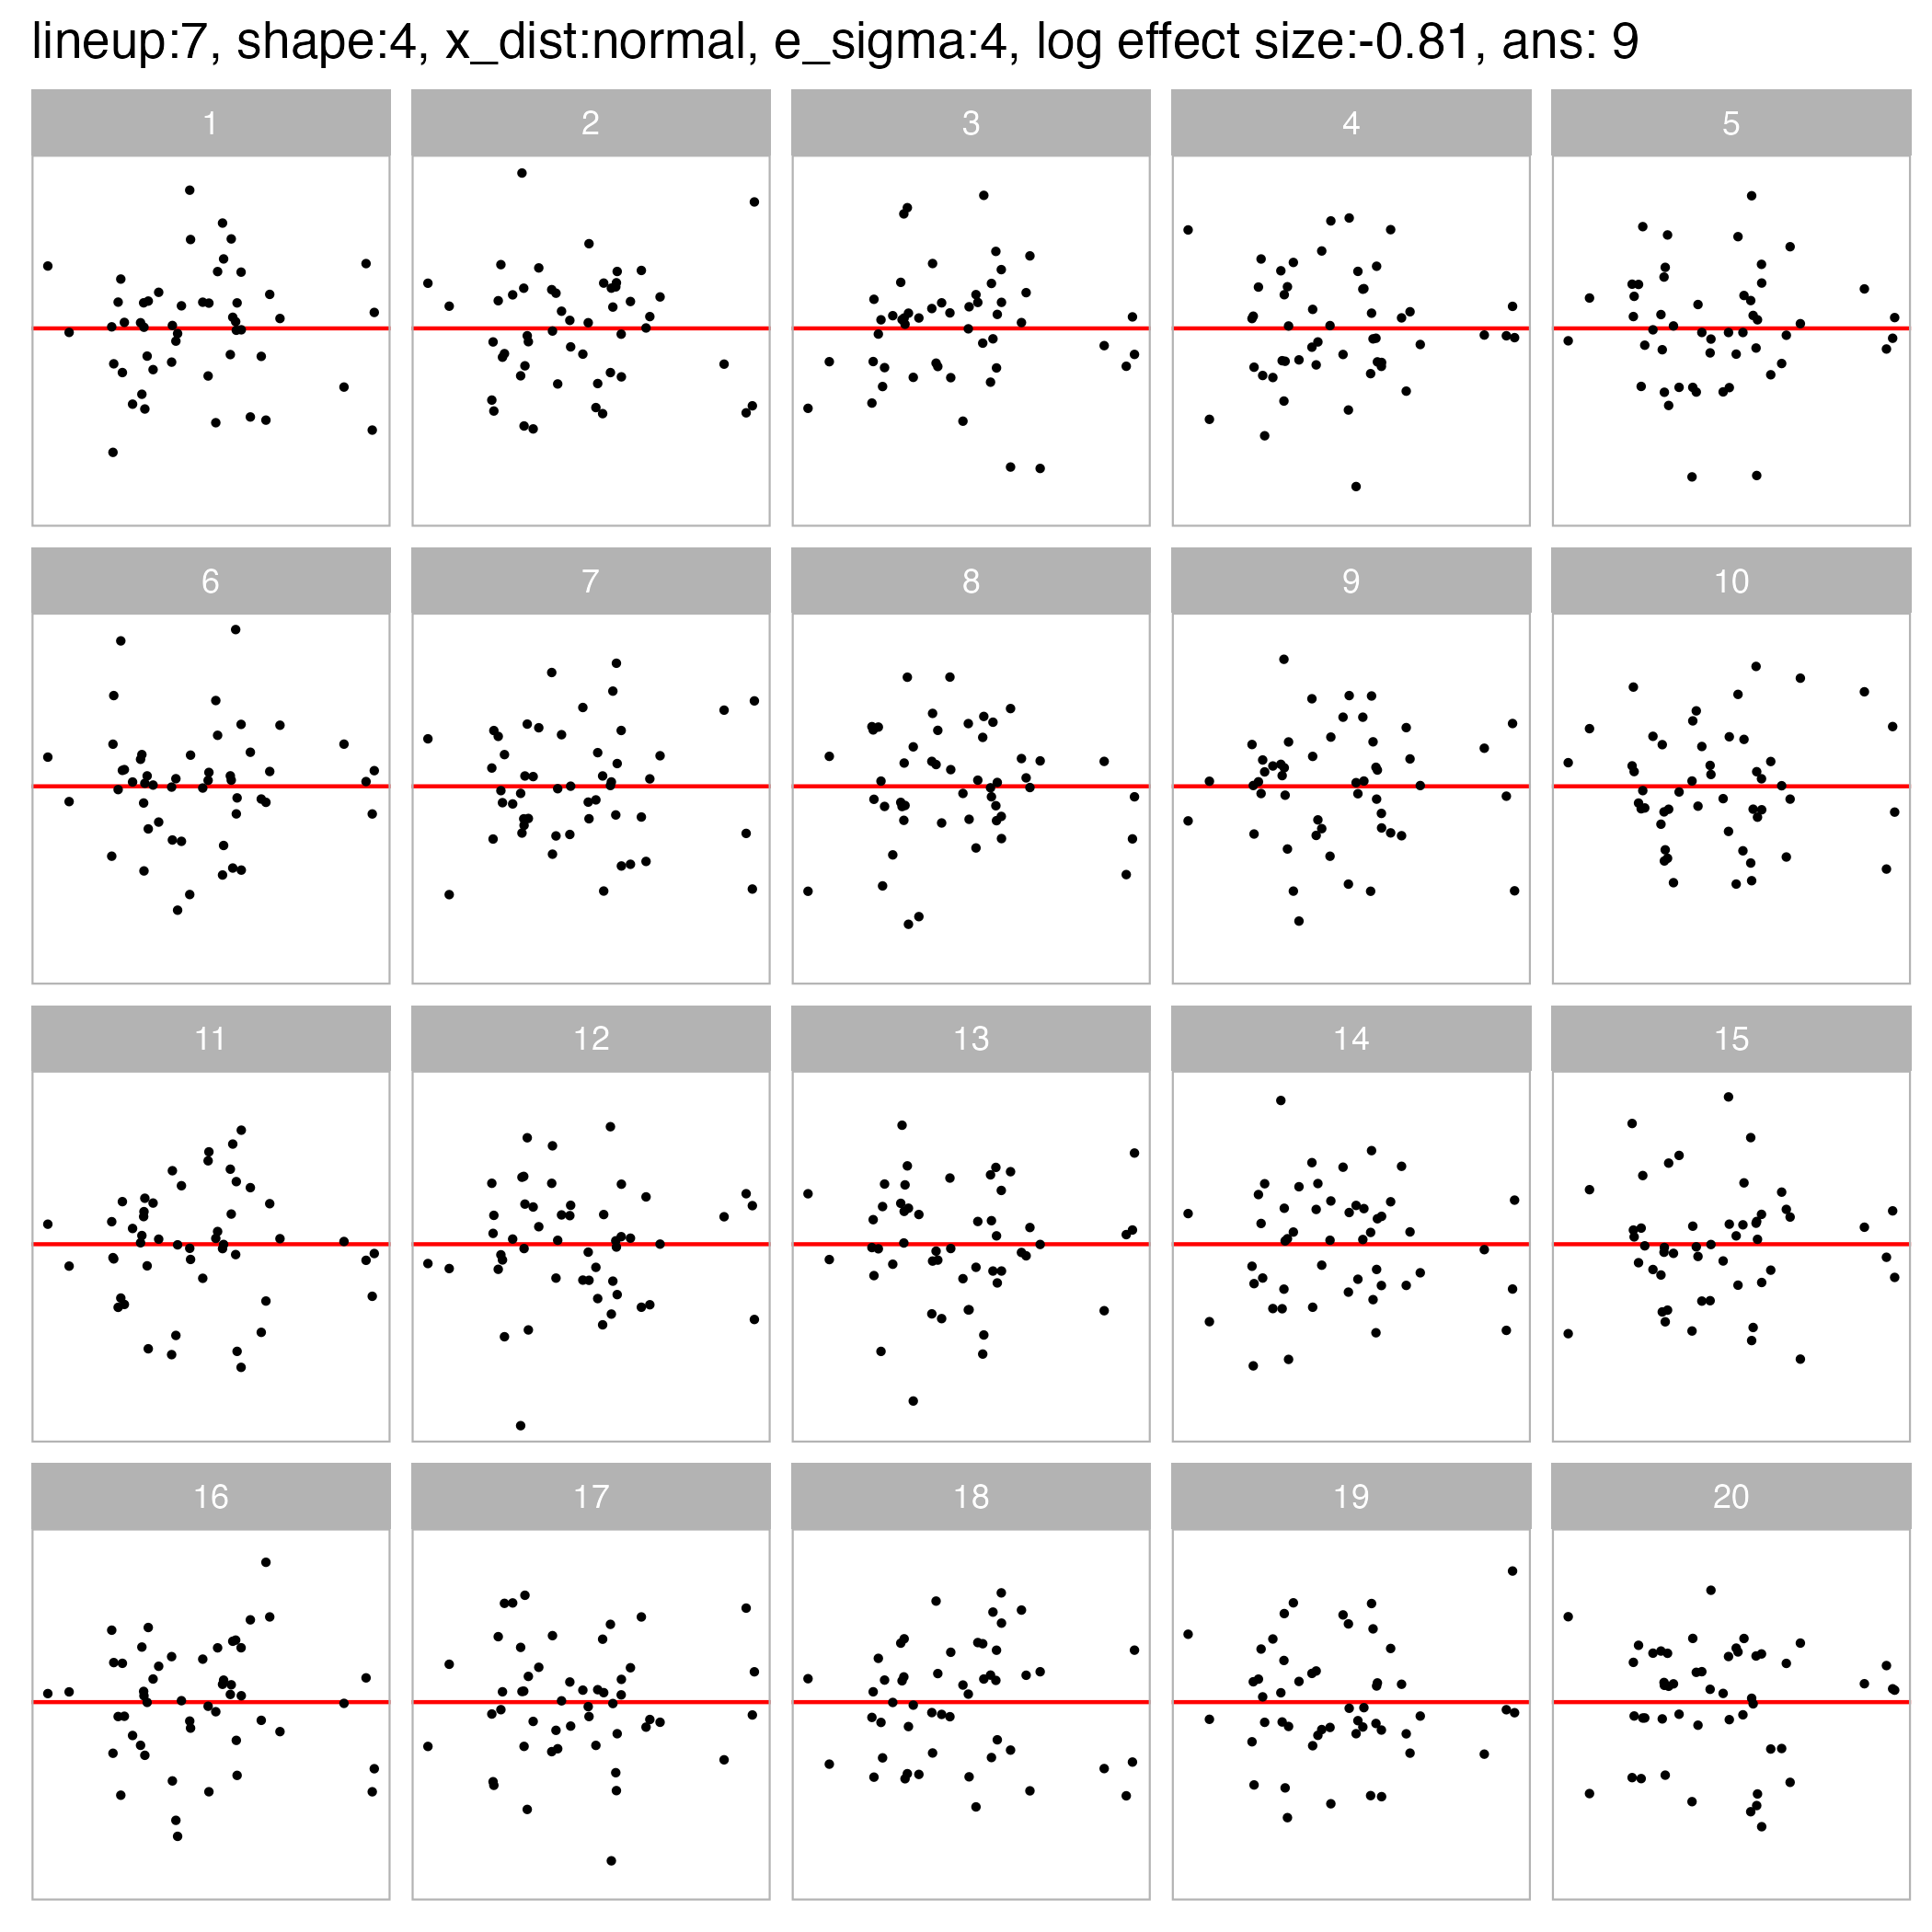 lineup:7, shape:4, x_dist:normal, e_sigma:4, log effect size:-0.81, ans: 9
1 2 3 4 5
6 7 8 9 10
11 12 13 14 15
16 17 18 19 20